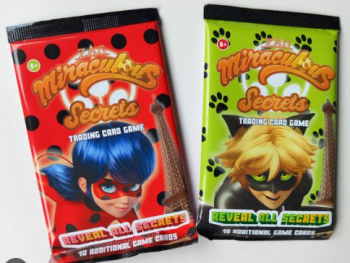 6+
Miraculous
Secrets
TRADING CARD GAME
REVEAL ALL SECRETS
10 ADDITIONAL GAME CARDS
6+
Miraculous
Secrets
TRADING CARD GAME
REVEAL ALL SECRETS
10 ADDITIONAL GAME CARDS